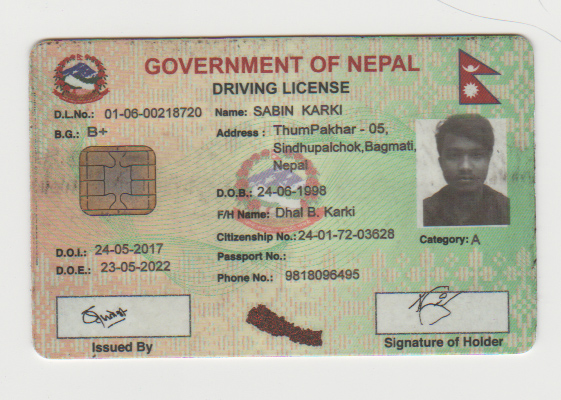 GOVERNMENT OF NEPAL
DRIVING LICENSE
D.L.No.: 01-06-00218720
Name: SABIN KARKI
B.G.: B+
Address : ThumPakhar - 05,
Sindhupalchok,Bagmati,
Nepal
D.O.B.: 24-06-1998
F/H Name: Dhal B. Karki
Citizenship No.: 24-01-72-03628
Category: A
D.O.I.: 24-05-2017
Passport No.:
D.O.E.: 23-05-2022
Phone No.: 9818096495
Issued By
Signature of Holder